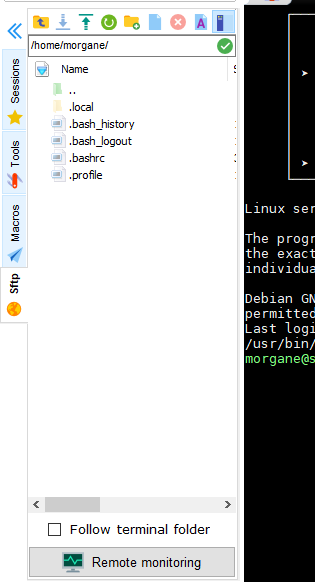 /home/morgane/
Name
..
.local
.bash_history
.bash_logout
.bashrc
.profile
Sessions
Tools
Macros
Sftp
Follow terminal folder
Remote monitoring
Linux ser
The progr
the exact
individua
Debian GN
permitted
Last logi
/usr/bin/
morgane@s